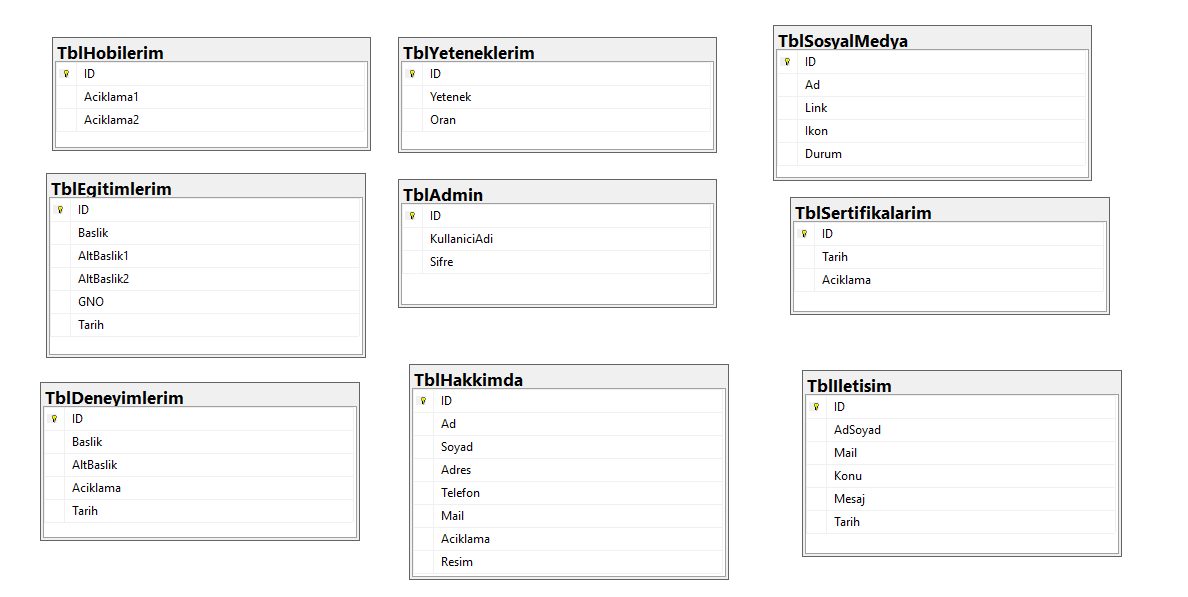 TblHobilerim
ID
Aciklama1
Aciklama2
TblYeteneklerim
ID
Yetenek
Oran
TblSosyalMedya
ID
Ad
Link
Ikon
Durum
TblEgitimlerim
ID
Baslik
AltBaslik1
AltBaslik2
GNO
Tarih
TblAdmin
ID
KullaniciAdi
Sifre
TblSertifikalarim
ID
Tarih
Aciklama
TblDeneyimlerim
ID
Baslik
AltBaslik
Aciklama
Tarih
TblHakkimda
ID
Ad
Soyad
Adres
Telefon
Mail
Aciklama
Resim
TblIletisim
ID
AdSoyad
Mail
Konu
Mesaj
Tarih